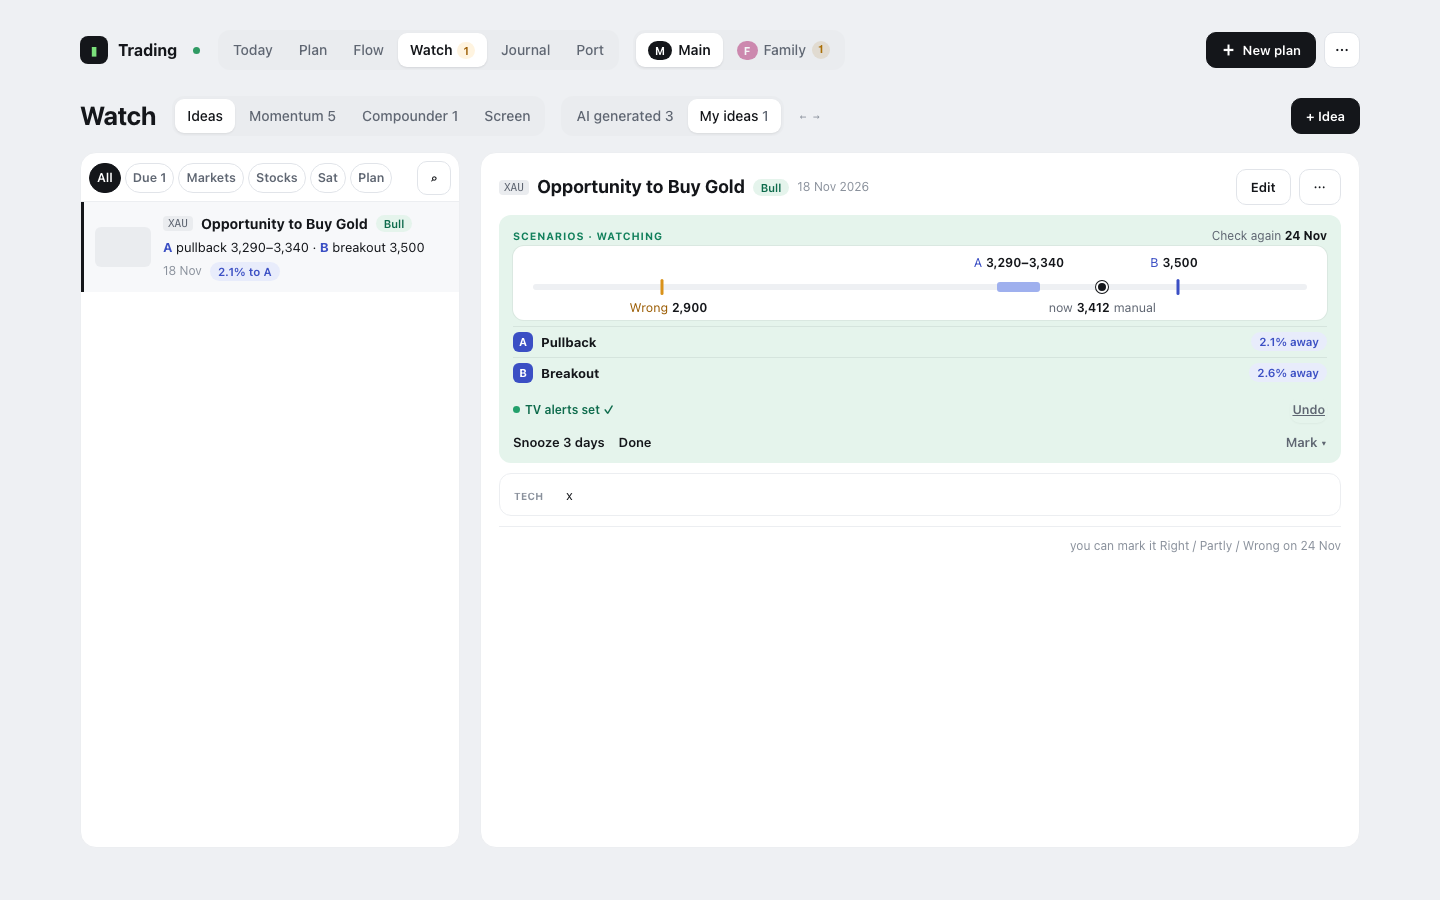 Trading Today Plan Flow Watch 1 Journal Port M Main F Family 1 + New plan ···
Watch Ideas Momentum 5 Compounder 1 Screen AI generated 3 My ideas 1 ← → + Idea
All Due 1 Markets Stocks Sat Plan
XAU Opportunity to Buy Gold Bull
A pullback 3,290–3,340 · B breakout 3,500
18 Nov 2.1% to A
XAU Opportunity to Buy Gold Bull 18 Nov 2026 Edit ···
SCENARIOS · WATCHING Check again 24 Nov
A 3,290–3,340 B 3,500
Wrong 2,900 now 3,412 manual
A Pullback 2.1% away
B Breakout 2.6% away
TV alerts set ✓ Undo
Snooze 3 days Done Mark ▾
TECH x
you can mark it Right / Partly / Wrong on 24 Nov